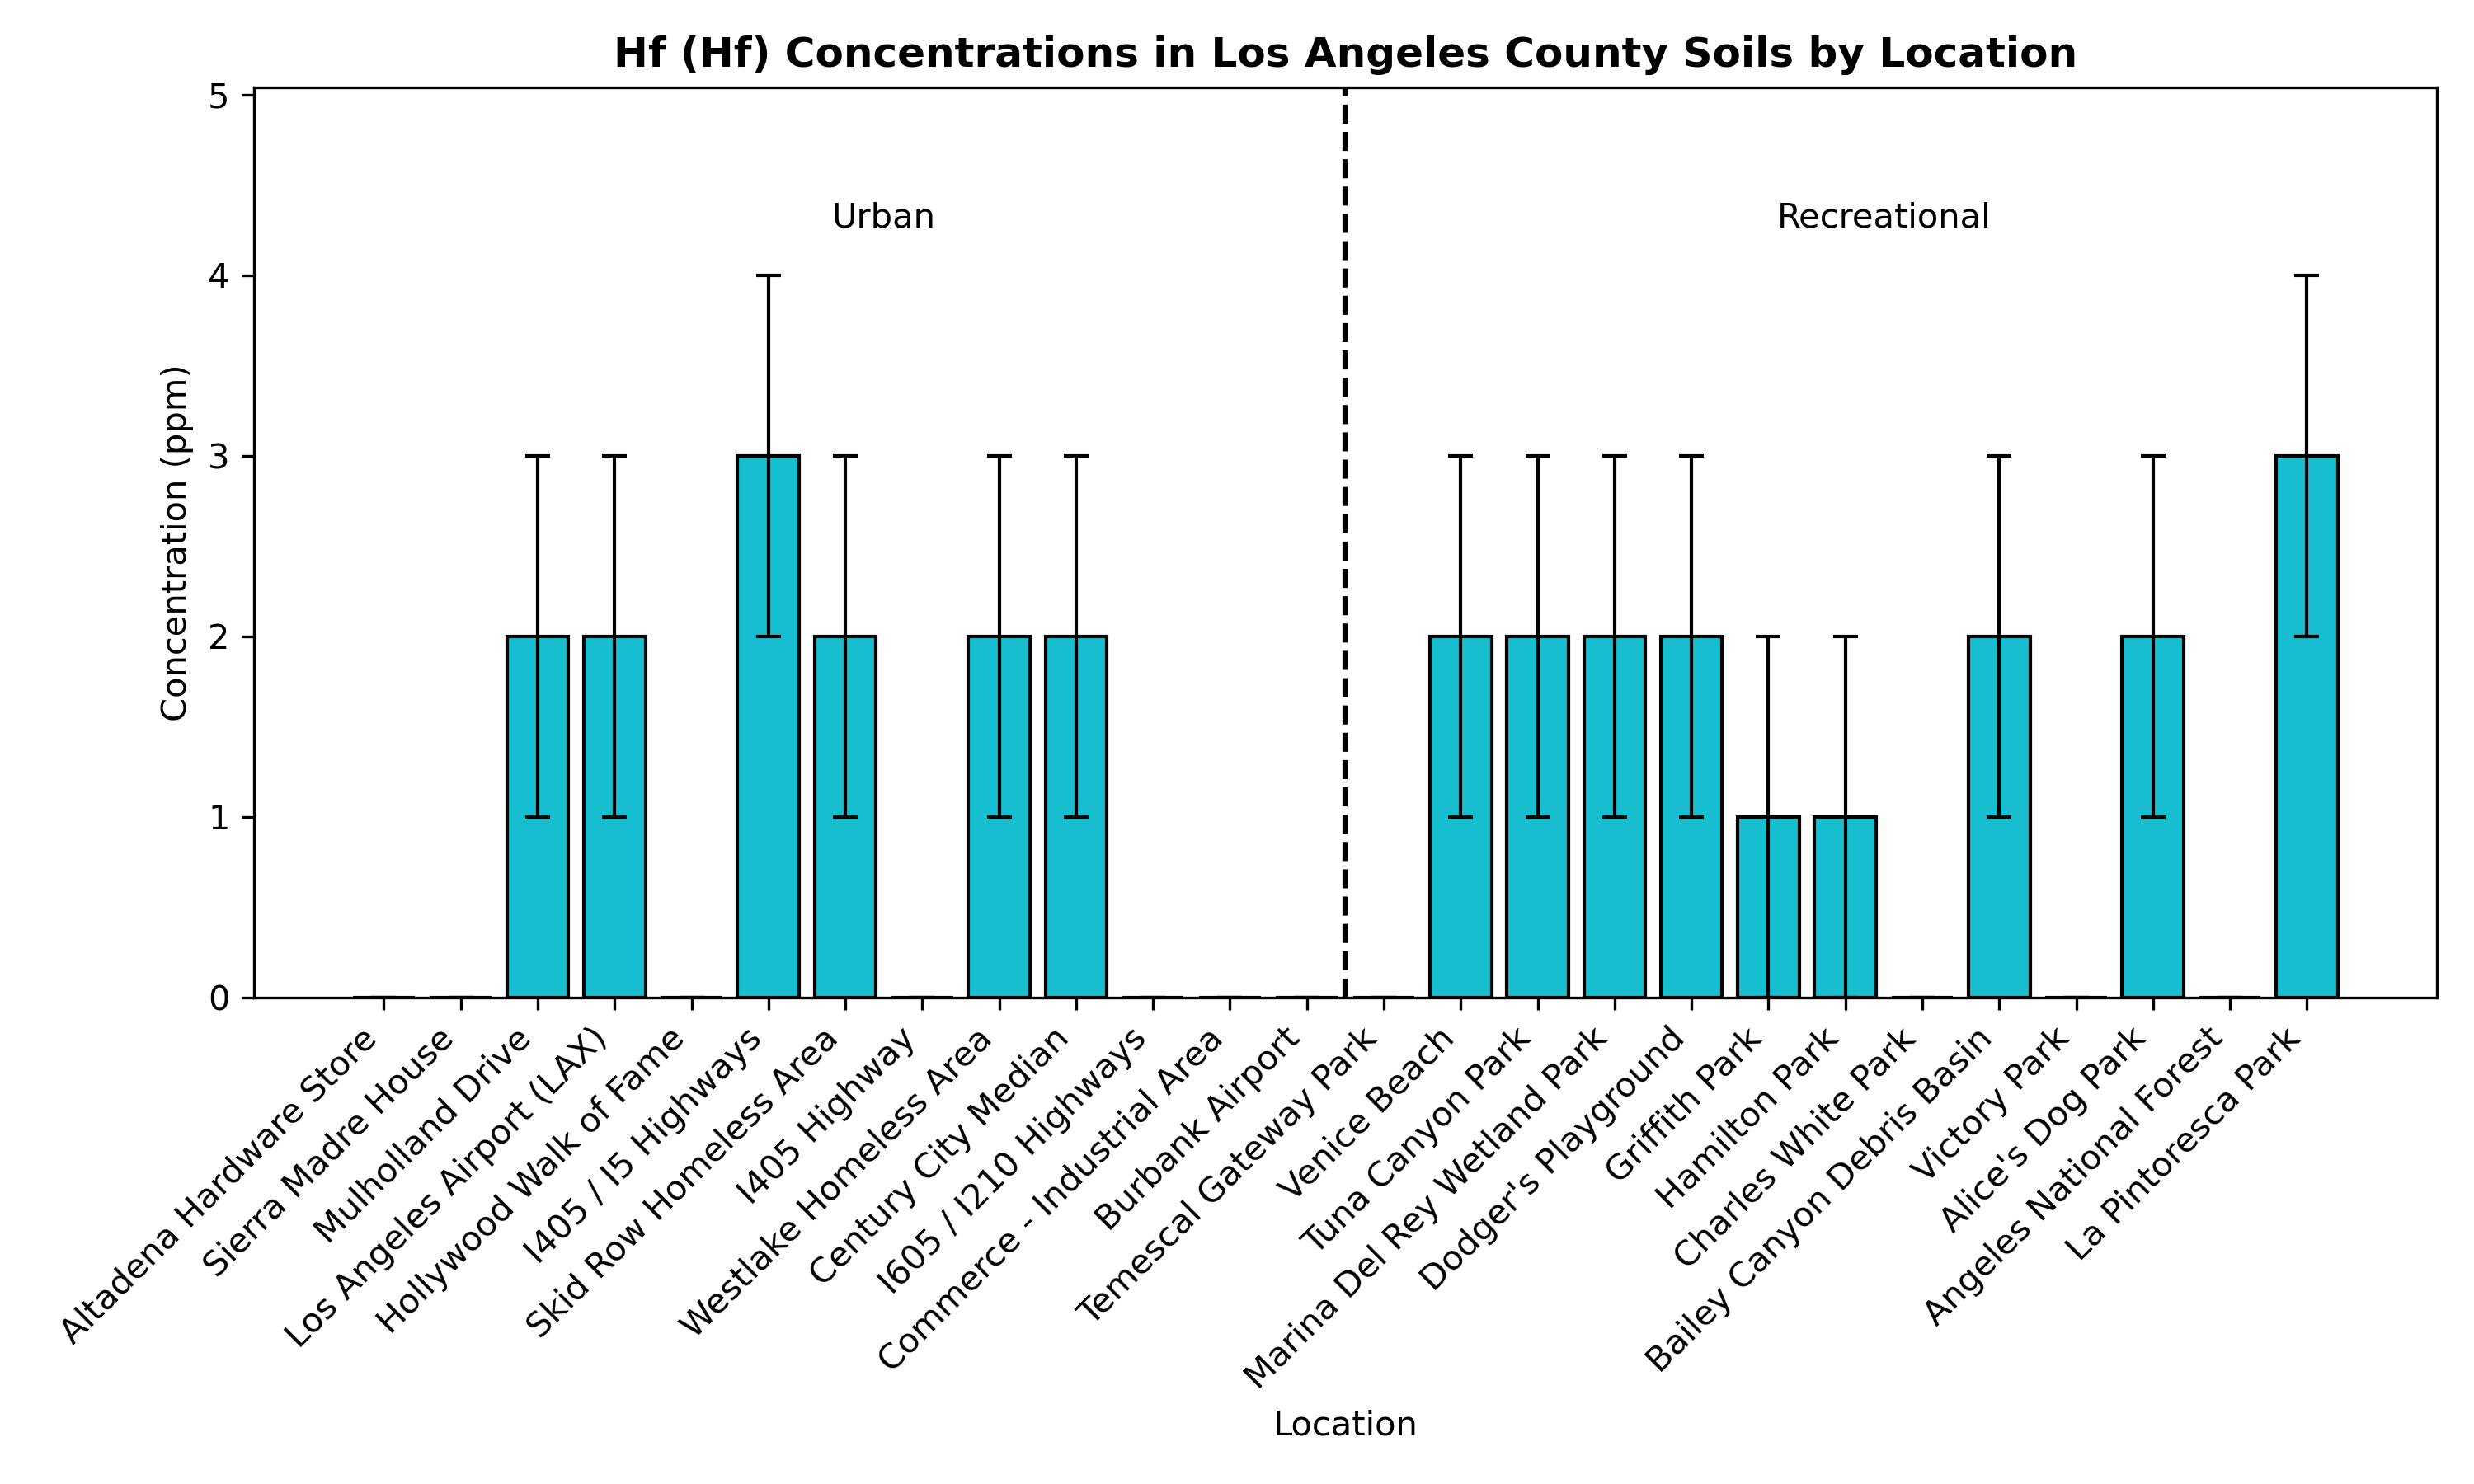 Hf (Hf) Concentrations in Los Angeles County Soils by Location
5
4
3
2
1
0
Concentration (ppm)
Urban
Recreational
Altadena Hardware Store
Sierra Madre House
Mulholland Drive
Los Angeles Airport (LAX)
Hollywood Walk of Fame
I405 / I5 Highways
Skid Row Homeless Area
I405 Highway
Westlake Homeless Area
Century City Median
I605 / I210 Highways
Commerce - Industrial Area
Burbank Airport
Temescal Gateway Park
Venice Beach
Tuna Canyon Park
Marina Del Rey Wetland Park
Dodger's Playground
Griffith Park
Hamilton Park
Charles White Park
Bailey Canyon Debris Basin
Victory Park
Alice's Dog Park
Angeles National Forest
La Pintoresca Park
Location